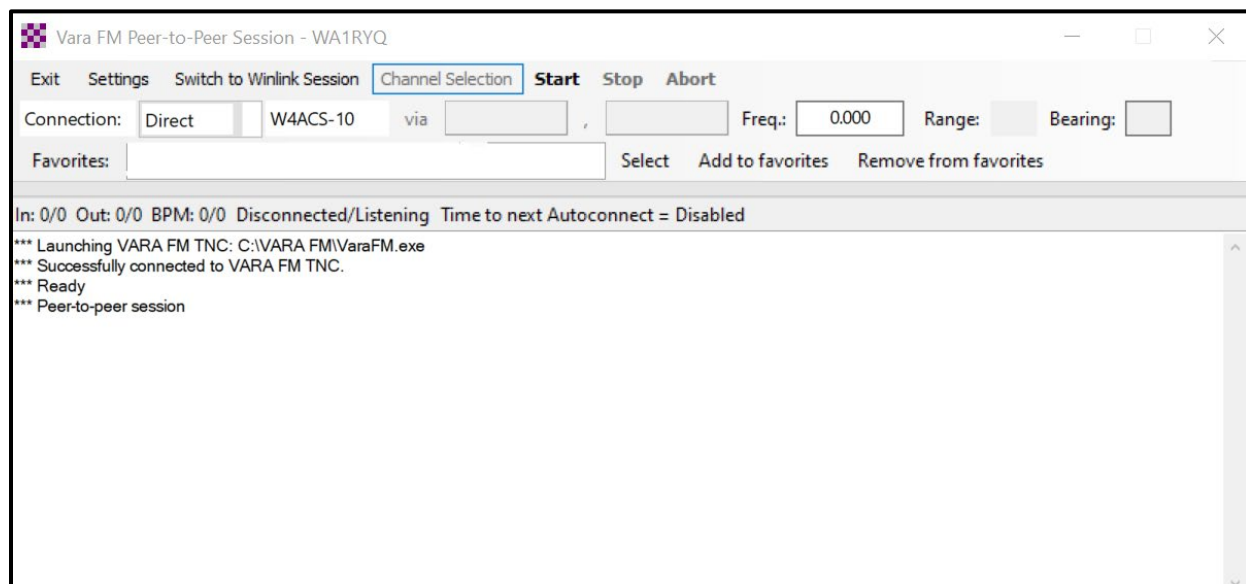 Vara FM Peer-to-Peer Session - WA1RYQ
Exit Settings Switch to Winlink Session Channel Selection Start Stop Abort
Connection: Direct W4ACS-10 via , Freq.: 0.000 Range: Bearing:
Favorites: Select Add to favorites Remove from favorites
In: 0/0 Out: 0/0 BPM: 0/0 Disconnected/Listening Time to next Autoconnect = Disabled
*** Launching VARA FM TNC: C:\VARA FM\VaraFM.exe
*** Successfully connected to VARA FM TNC.
*** Ready
*** Peer-to-peer session